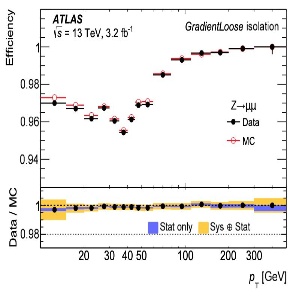 ATLAS
√s = 13 TeV, 3.2 fb⁻¹
GradientLoose isolation
Efficiency
1
0.98
0.96
0.94
Z→μμ
Data
MC
Data / MC
1
0.98
Stat only
Sys ⊕ Stat
20 30 40 50 100 200 300
p_T [GeV]